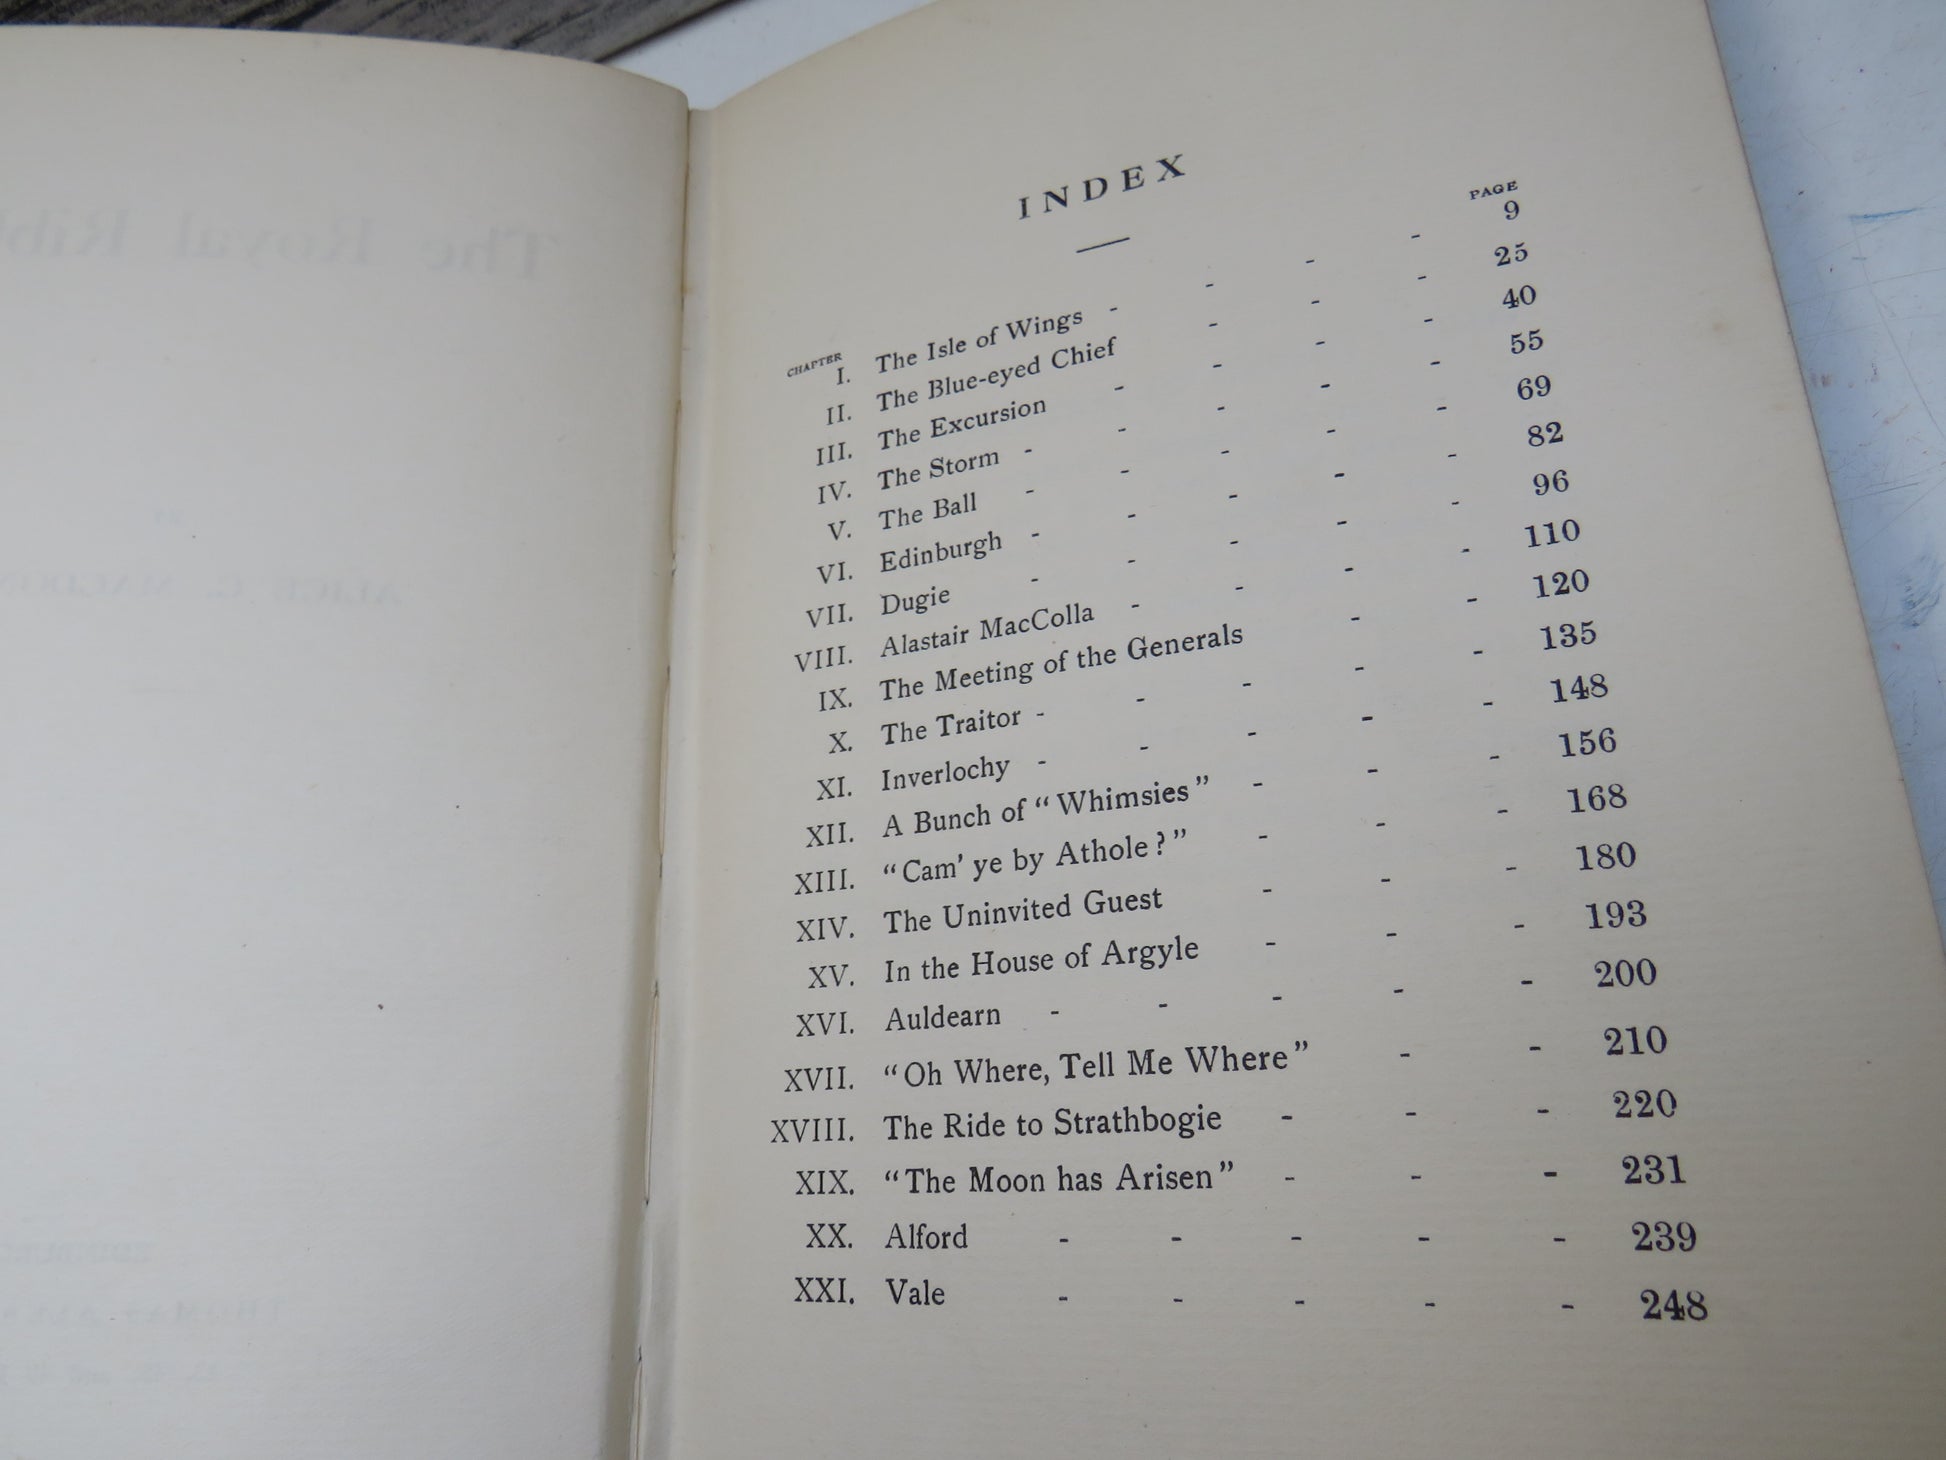 INDEX
CHAPTER PAGE
I. The Isle of Wings - - - - 9
II. The Blue-eyed Chief - - - 25
III. The Excursion - - - - 40
IV. The Storm - - - - - 55
V. The Ball - - - - - 69
VI. Edinburgh - - - - - 82
VII. Dugie - - - - - 96
VIII. Alastair MacColla - - - - 110
IX. The Meeting of the Generals - - 120
X. The Traitor - - - - - 135
XI. Inverlochy - - - - - 148
XII. A Bunch of “Whimsies” - - - 156
XIII. “Cam' ye by Athole?” - - - 168
XIV. The Uninvited Guest - - - 180
XV. In the House of Argyle - - - 193
XVI. Auldearn - - - - - 200
XVII. “Oh Where, Tell Me Where” - - 210
XVIII. The Ride to Strathbogie - - - 220
XIX. “The Moon has Arisen” - - - 231
XX. Alford - - - - - 239
XXI. Vale - - - - - 248